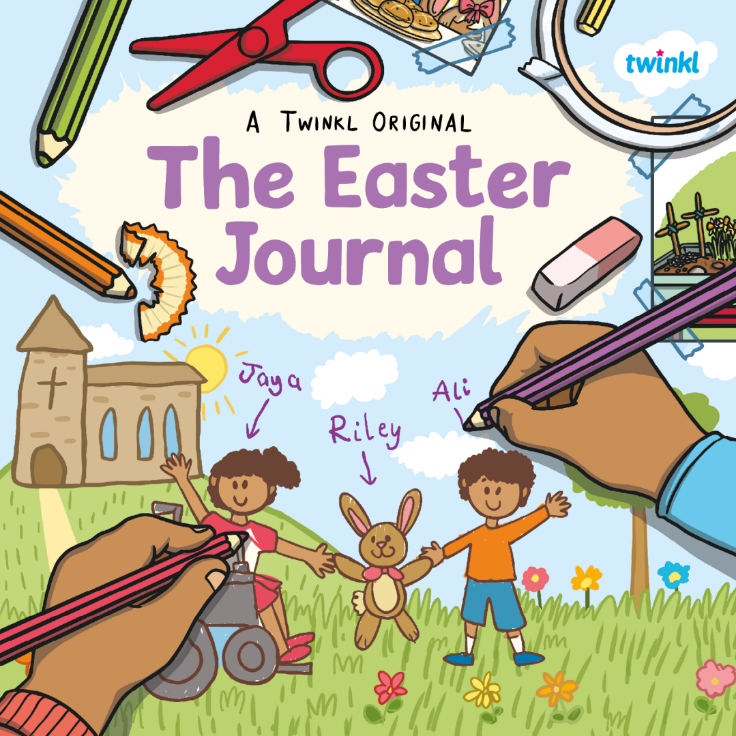 twinkl
A TWINKL ORIGINAL
The Easter
Journal
Jaya
Ali
Riley